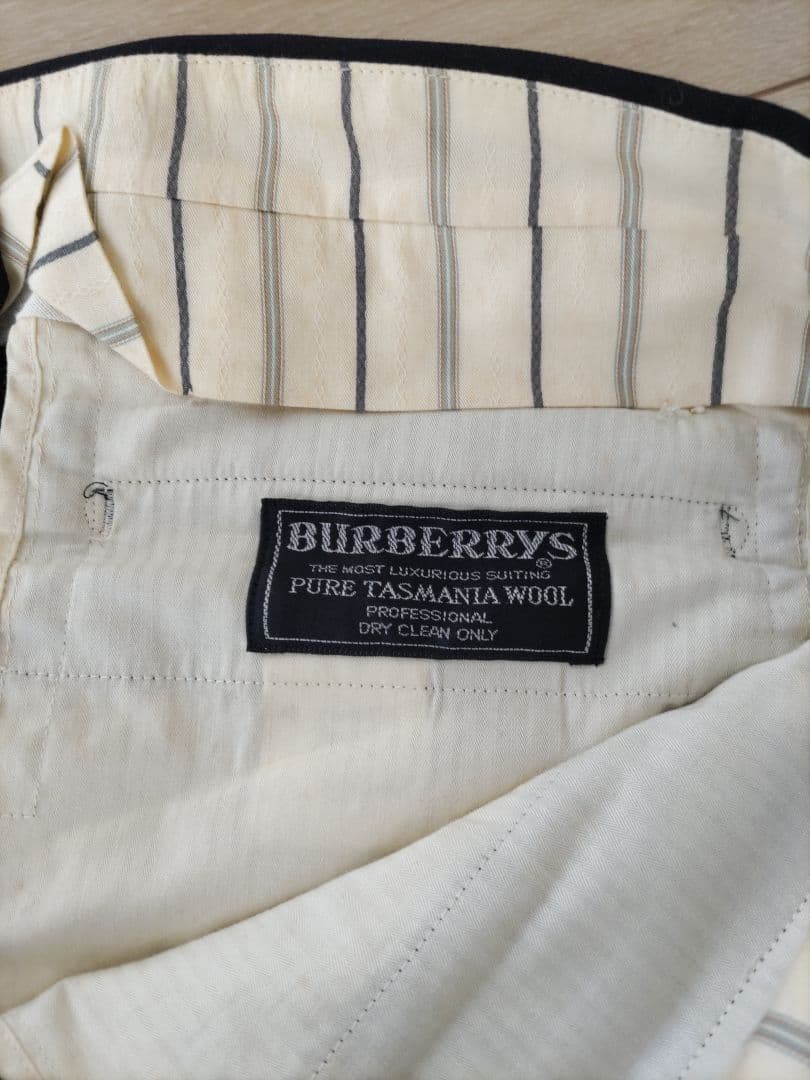 BURBERRYS®
THE MOST LUXURIOUS SUITING
PURE TASMANIA WOOL
PROFESSIONAL
DRY CLEAN ONLY